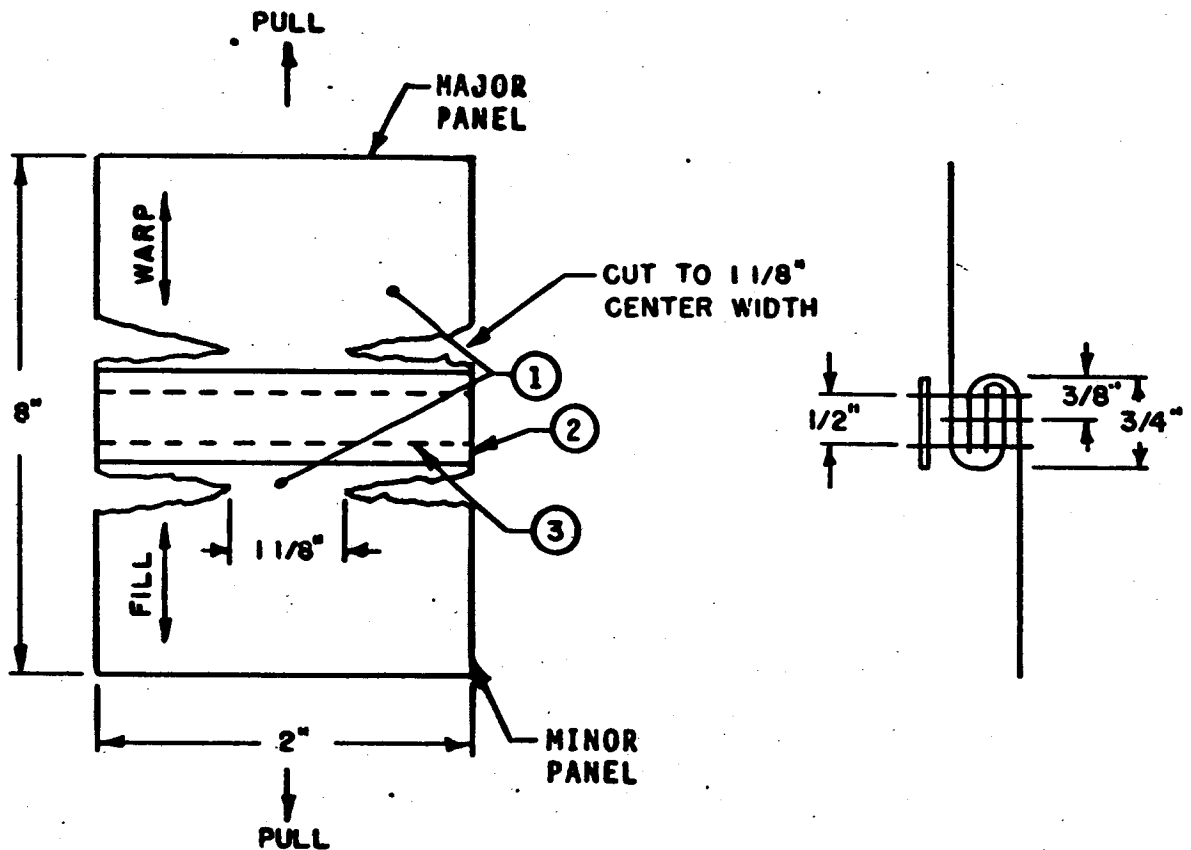 PULL
MAJOR
PANEL
WARP
CUT TO 1 1/8"
CENTER WIDTH
1
8"
2
3
1 1/8"
FILL
2"
MINOR
PANEL
PULL
1/2"
3/8"
3/4"